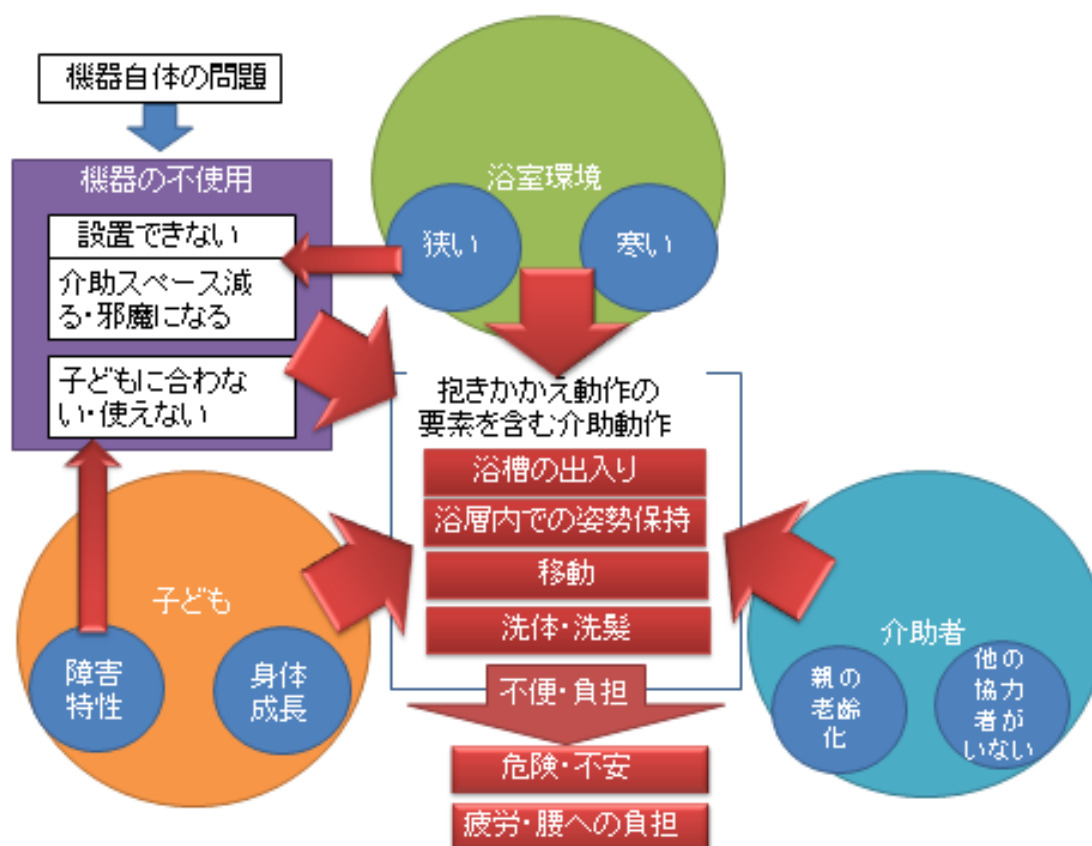 機器自体の問題
機器の不使用
設置できない
介助スペース減
る・邪魔になる
子どもに合わな
い・使えない
浴室環境
狭い
寒い
抱きかかえ動作の
要素を含む介助動作
浴槽の出入り
浴層内での姿勢保持
移動
洗体・洗髪
不便・負担
危険・不安
疲労・腰への負担
子ども
障害
特性
身体
成長
介助者
親の
老齢
化
他の
協力
者が
いない